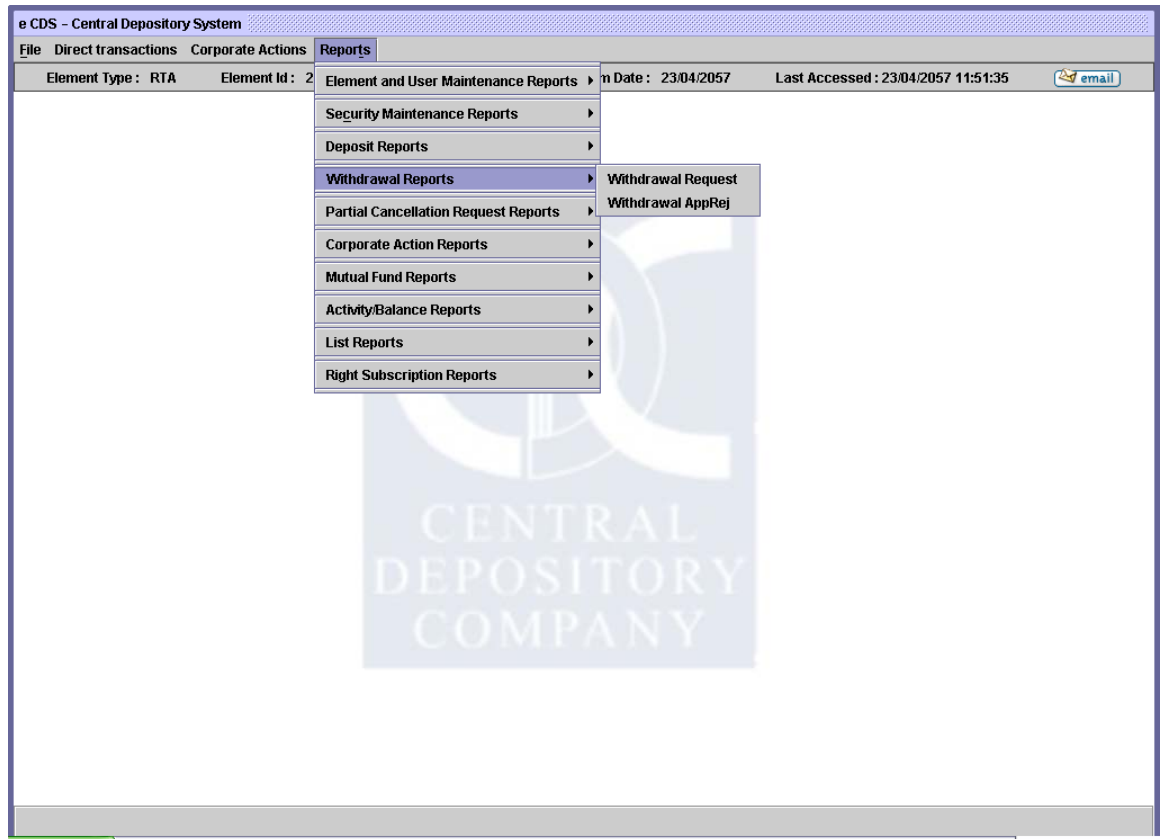 e CDS – Central Depository System
File Direct transactions Corporate Actions Reports
Element Type : RTA Element Id : 2 m Date : 23/04/2057 Last Accessed : 23/04/2057 11:51:35 email
Element and User Maintenance Reports
Security Maintenance Reports
Deposit Reports
Withdrawal Reports
Withdrawal Request
Withdrawal AppRej
Partial Cancellation Request Reports
Corporate Action Reports
Mutual Fund Reports
Activity/Balance Reports
List Reports
Right Subscription Reports
CENTRAL
DEPOSITORY
COMPANY